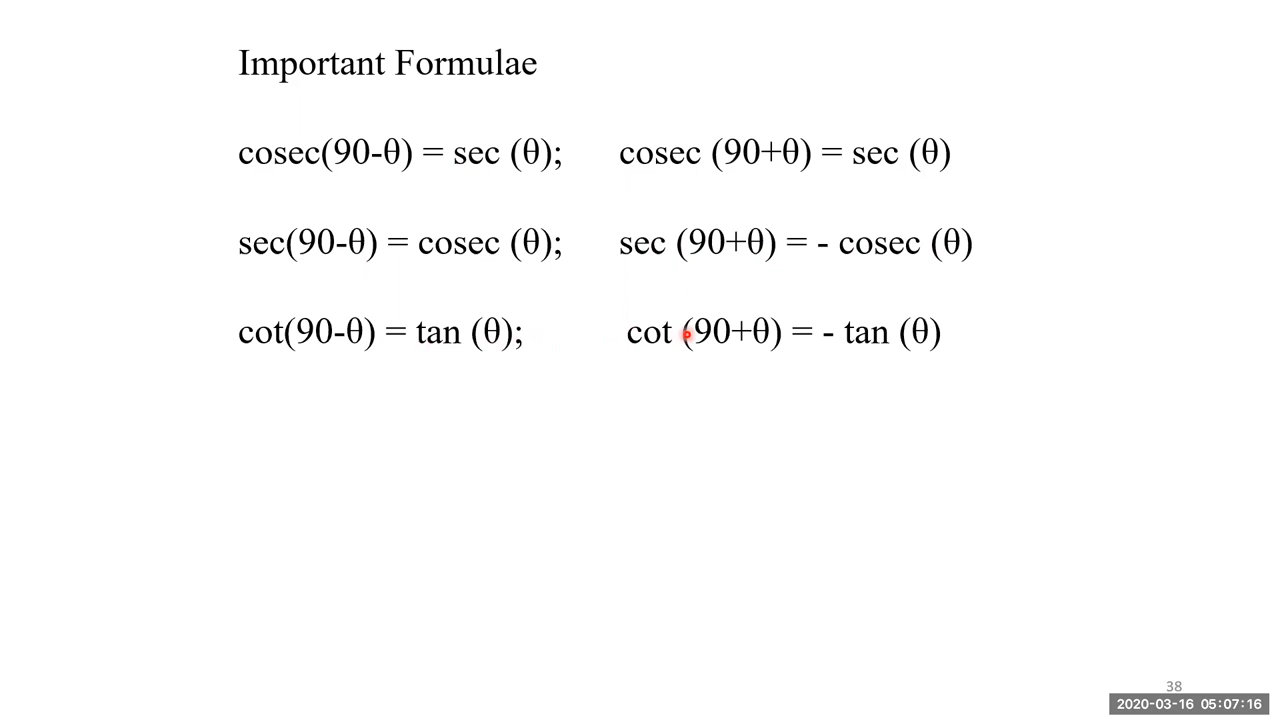 Important Formulae
cosec(90-θ) = sec (θ); cosec (90+θ) = sec (θ)
sec(90-θ) = cosec (θ); sec (90+θ) = - cosec (θ)
cot(90-θ) = tan (θ); cot (90+θ) = - tan (θ)
38
2020-03-16 05:07:16